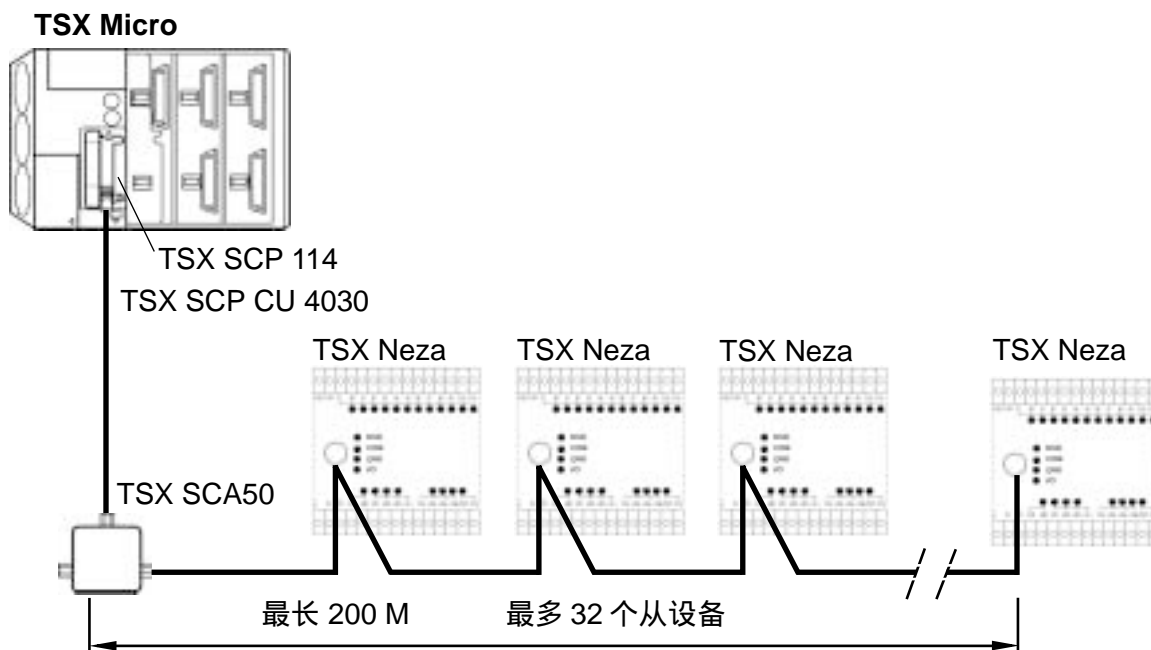 TSX Micro
TSX SCP 114
TSX SCP CU 4030
TSX Neza
TSX Neza
TSX Neza
TSX Neza
TSX SCA50
最长 200 M
最多 32 个从设备